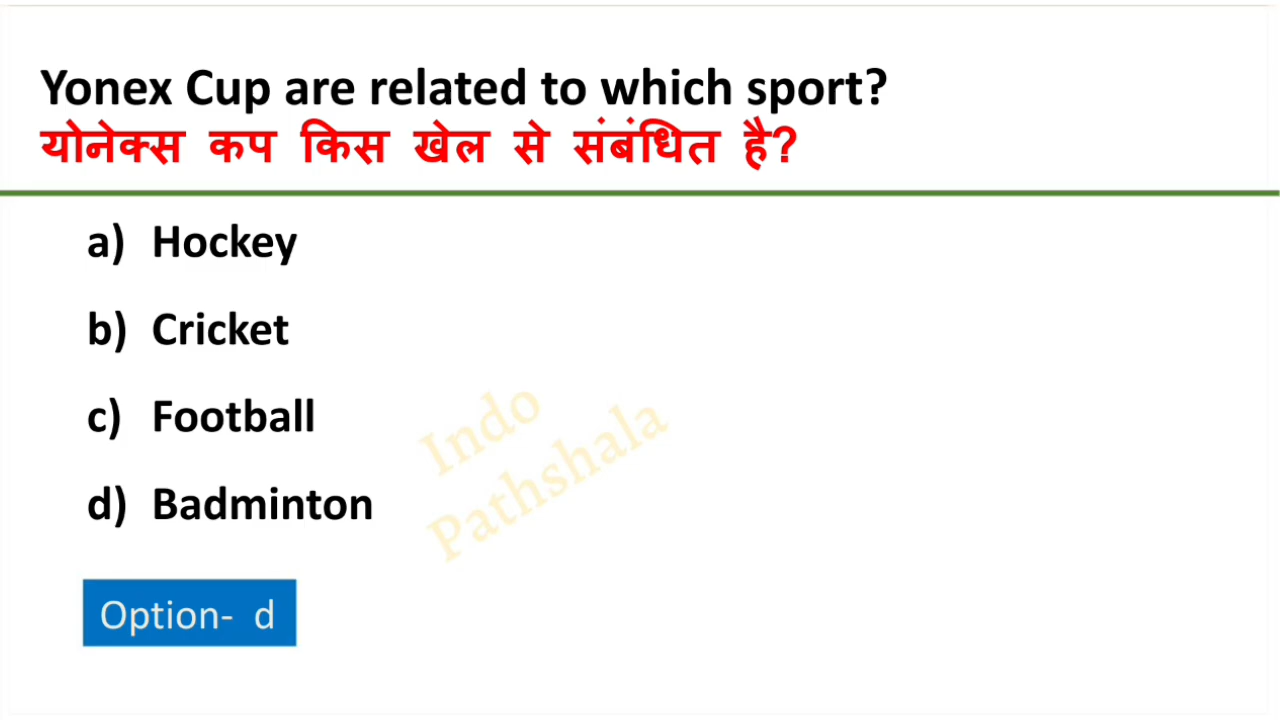 Yonex Cup are related to which sport?
योनेक्स कप किस खेल से संबंधित है?
a) Hockey
b) Cricket
c) Football
d) Badminton
Indo
Pathshala
Option- d